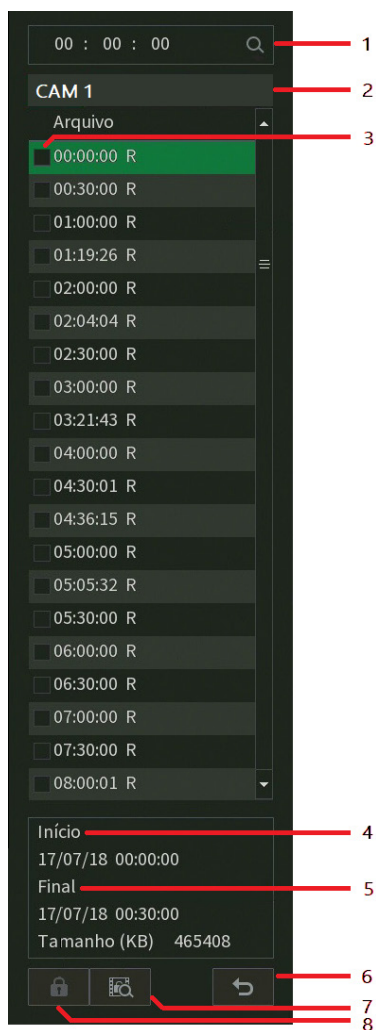 00 : 00 : 00
1
CAM 1
2
Arquivo
3
00:00:00 R
00:30:00 R
01:00:00 R
01:19:26 R
02:00:00 R
02:04:04 R
02:30:00 R
03:00:00 R
03:21:43 R
04:00:00 R
04:30:01 R
04:36:15 R
05:00:00 R
05:05:32 R
05:30:00 R
06:00:00 R
06:30:00 R
07:00:00 R
07:30:00 R
08:00:01 R
Início
4
17/07/18 00:00:00
Final
5
17/07/18 00:30:00
Tamanho (KB) 465408
6
7
8